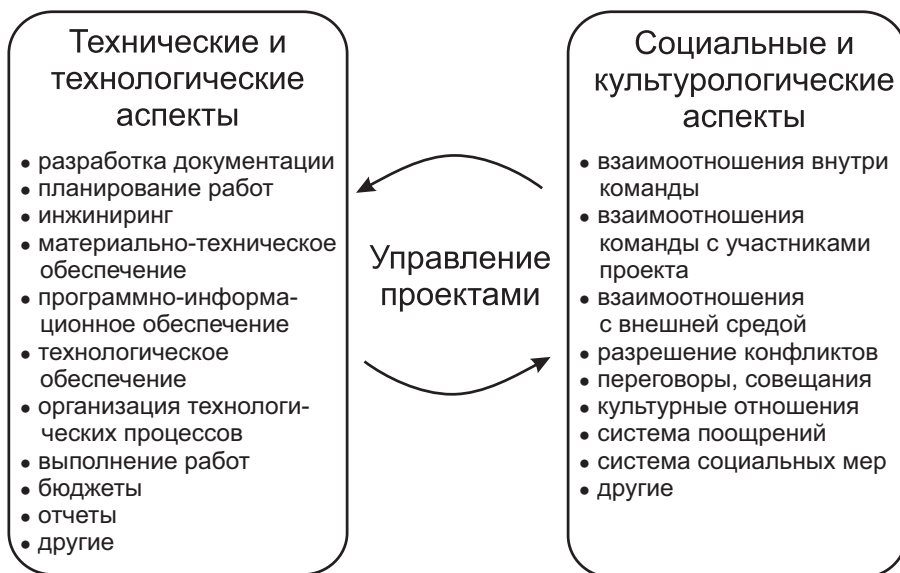 Технические и
технологические
аспекты
• разработка документации
• планирование работ
• инжиниринг
• материально-техническое
обеспечение
• программно-информа-
ционное обеспечение
• технологическое
обеспечение
• организация технологи-
ческих процессов
• выполнение работ
• бюджеты
• отчеты
• другие
Управление
проектами
Социальные и
культурологические
аспекты
• взаимоотношения внутри
команды
• взаимоотношения
команды с участниками
проекта
• взаимоотношения
с внешней средой
• разрешение конфликтов
• переговоры, совещания
• культурные отношения
• система поощрений
• система социальных мер
• другие